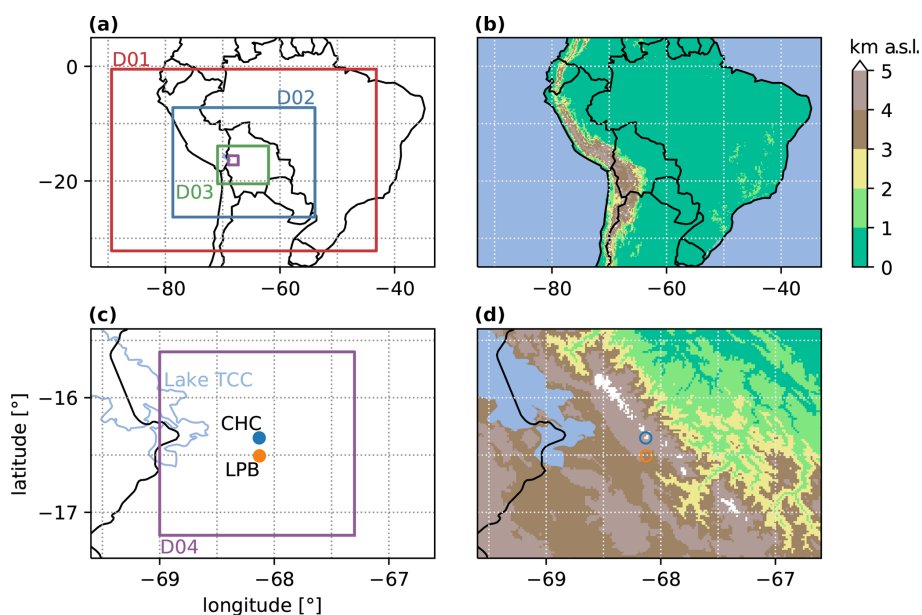 (a)
(b)
km a.s.l.
D01
D02
D03
0
−20
−80
−60
−40
−80
−60
−40
5
4
3
2
1
0
(c)
(d)
Lake TCC
CHC
LPB
D04
−16
−17
latitude [°]
−69
−68
−67
longitude [°]
−69
−68
−67